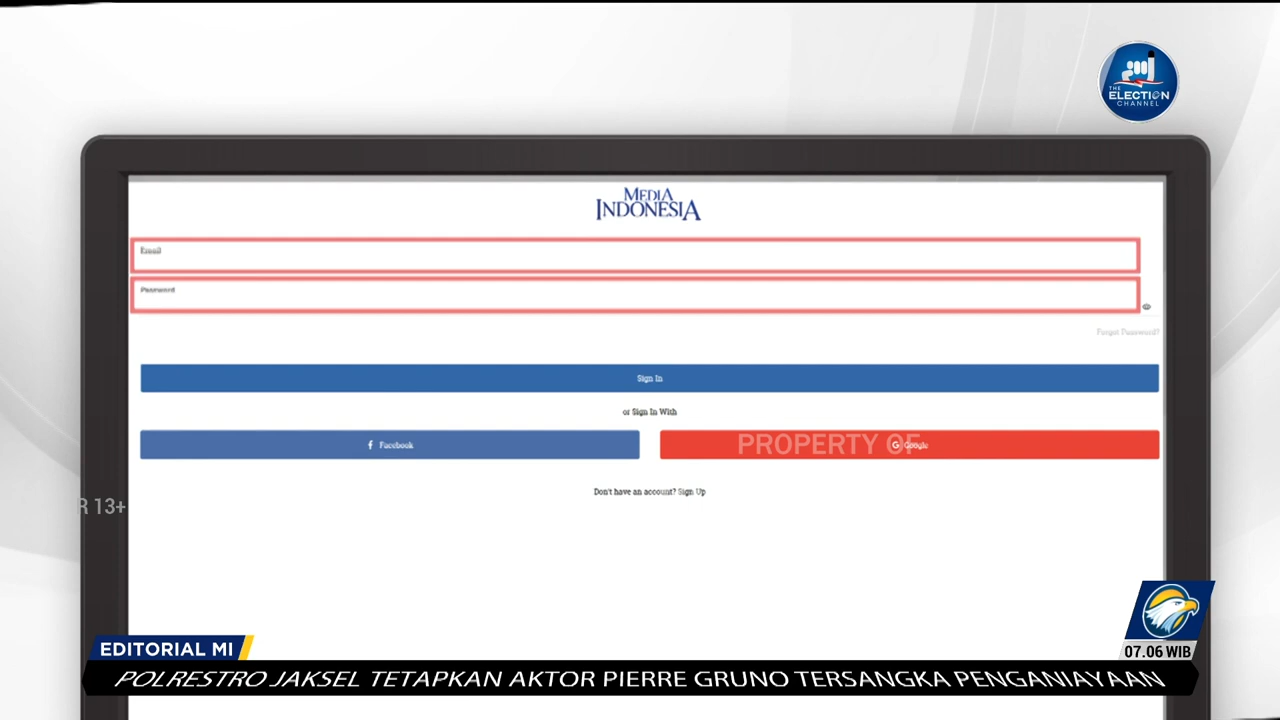 THE
ELECTION
CHANNEL
MEDIA
INDONESIA
Email
Password
Forgot Password?
Sign In
or Sign In With
Facebook
PROPERTY OF
G Google
Don't have an account? Sign Up
R 13+
EDITORIAL MI
07.06 WIB
POLRESTRO JAKSEL TETAPKAN AKTOR PIERRE GRUNO TERSANGKA PENGANIAYAAN